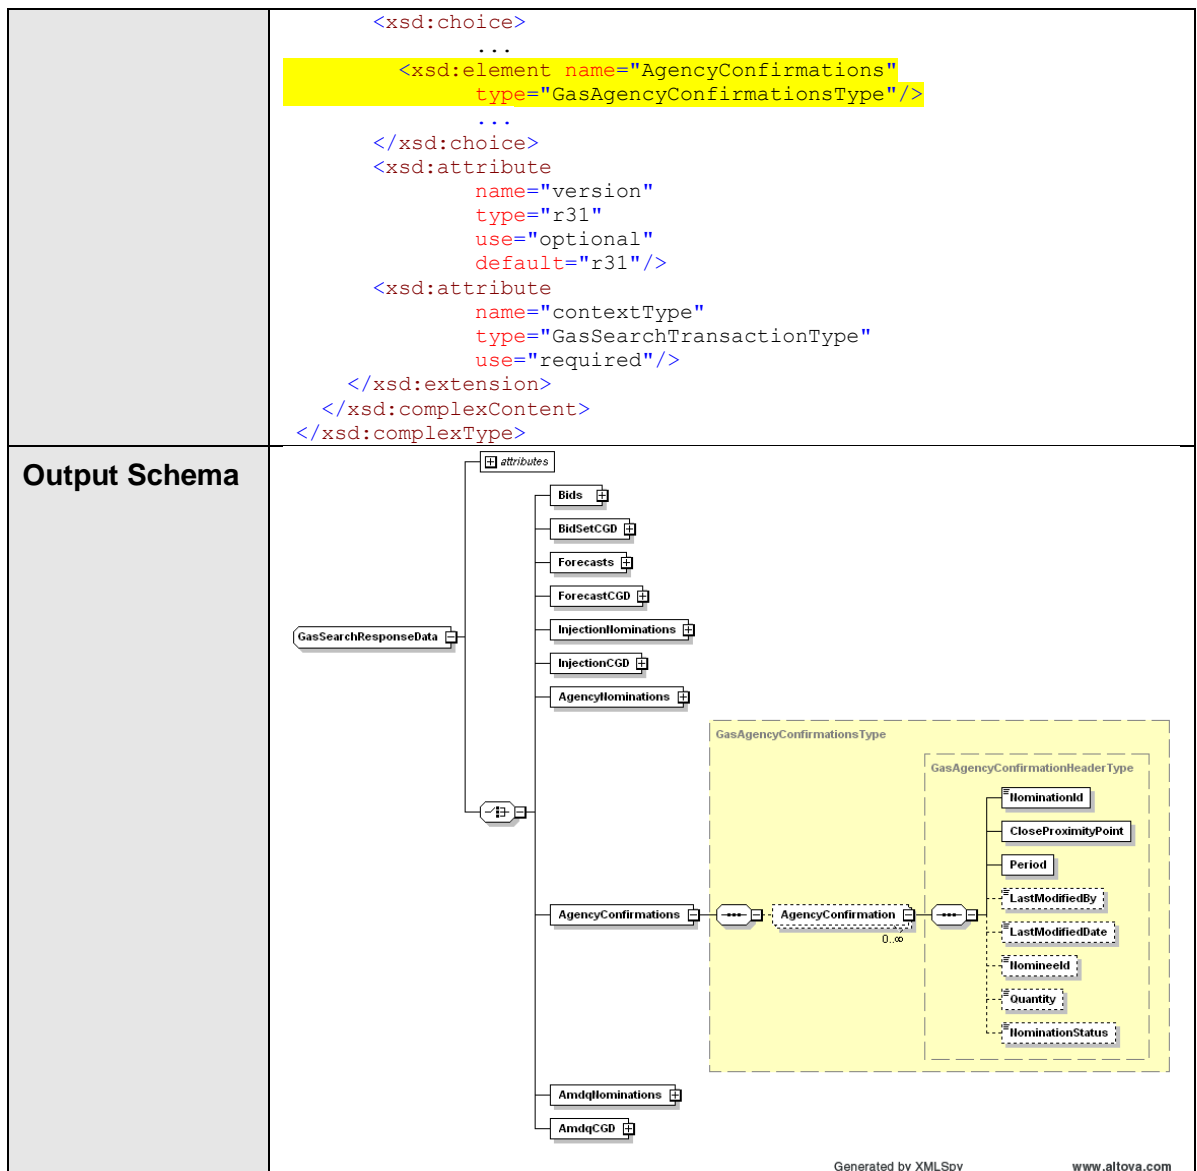 <xsd:choice>
...
<xsd:element name="AgencyConfirmations"
type="GasAgencyConfirmationsType"/>
...
</xsd:choice>
<xsd:attribute
name="version"
type="r31"
use="optional"
default="r31"/>
<xsd:attribute
name="contextType"
type="GasSearchTransactionType"
use="required"/>
</xsd:extension>
</xsd:complexContent>
</xsd:complexType>
Output Schema
attributes
Bids
BidSetCGD
Forecasts
ForecastCGD
GasSearchResponseData
InjectionNominations
InjectionCGD
AgencyNominations
GasAgencyConfirmationsType
GasAgencyConfirmationHeaderType
NominationId
CloseProximityPoint
Period
LastModifiedBy
AgencyConfirmations
AgencyConfirmation
0..∞
LastModifiedDate
NomineeId
Quantity
NominationStatus
AmdqNominations
AmdqCGD
Generated by XMLSpy www.altova.com